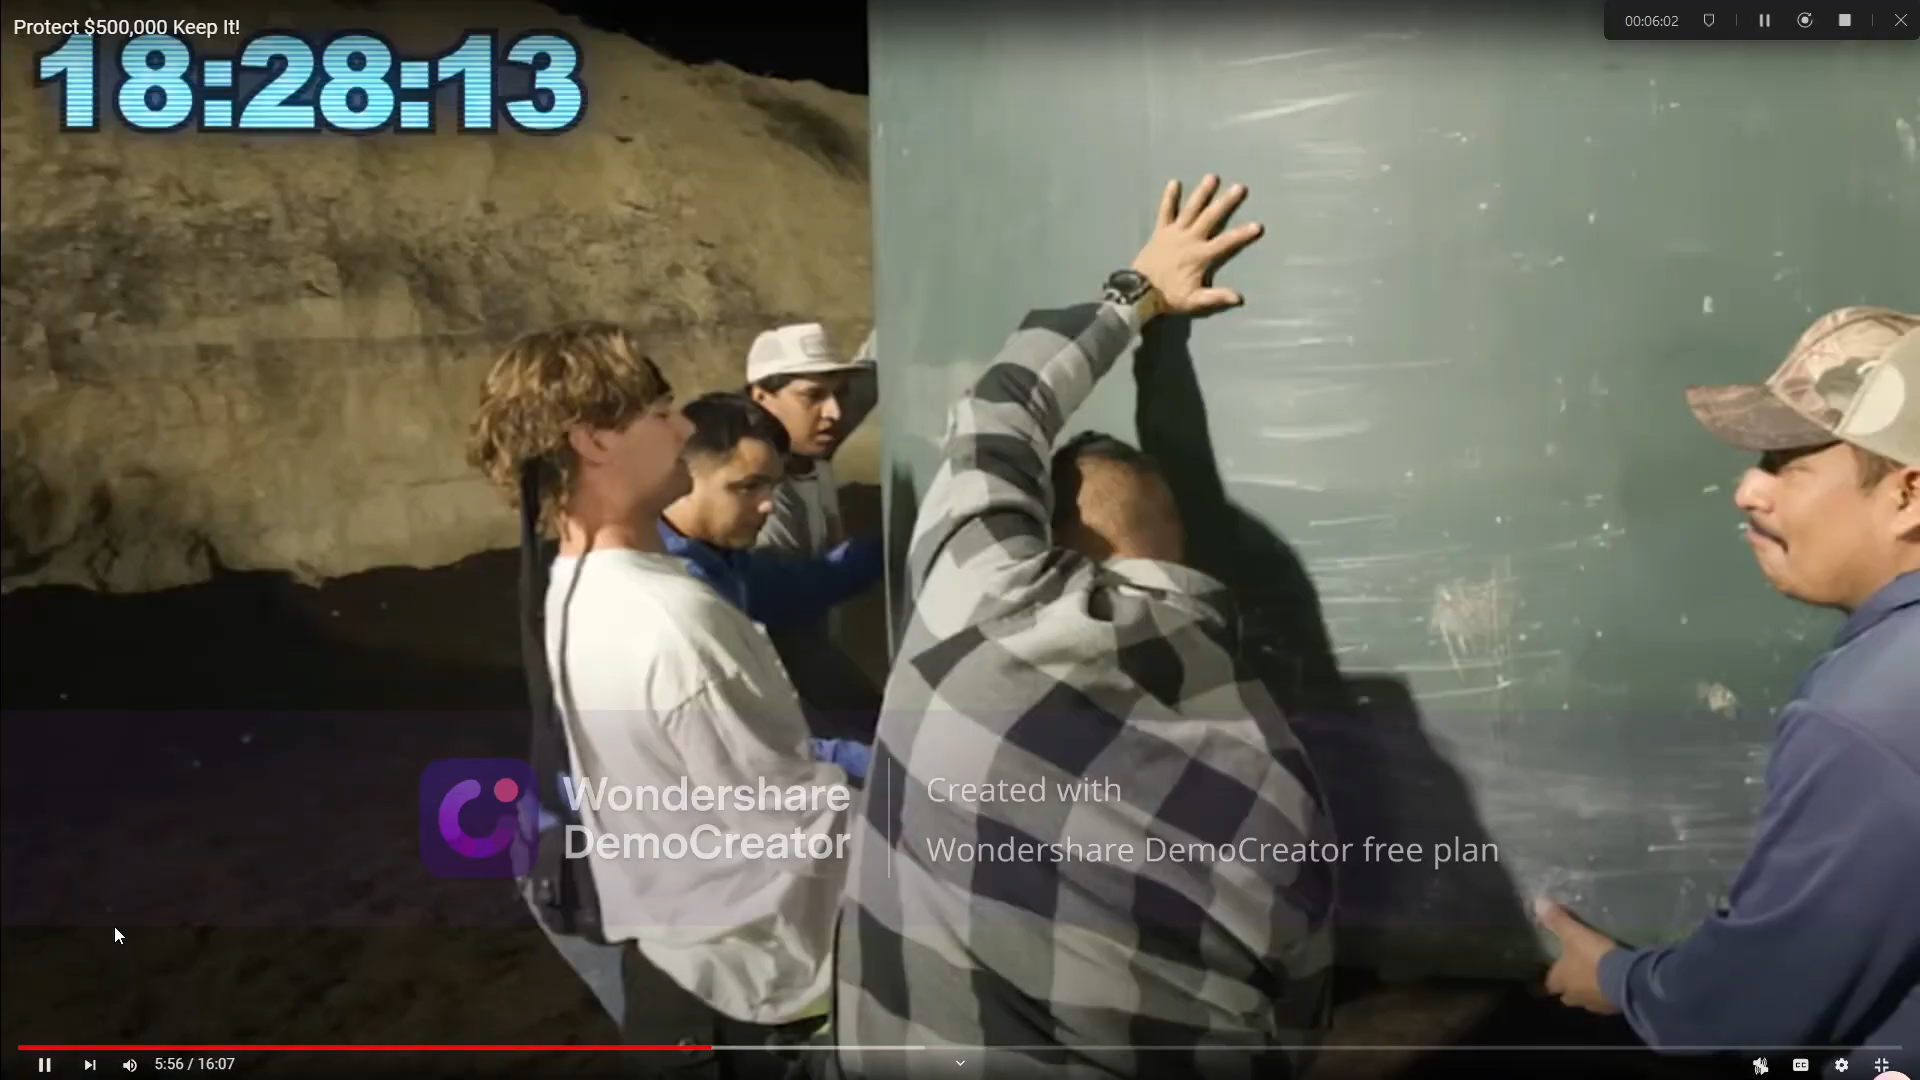 Protect $500,000 Keep It!
00:06:02
18:28:13
Wondershare
DemoCreator
Created with
Wondershare DemoCreator free plan
5:56 / 16:07
CC